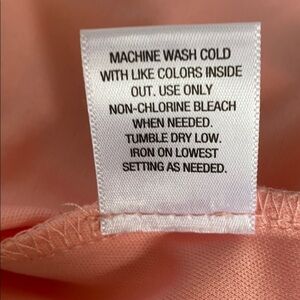 MACHINE WASH COLD
WITH LIKE COLORS INSIDE
OUT. USE ONLY
NON-CHLORINE BLEACH
WHEN NEEDED.
TUMBLE DRY LOW.
IRON ON LOWEST
SETTING AS NEEDED.